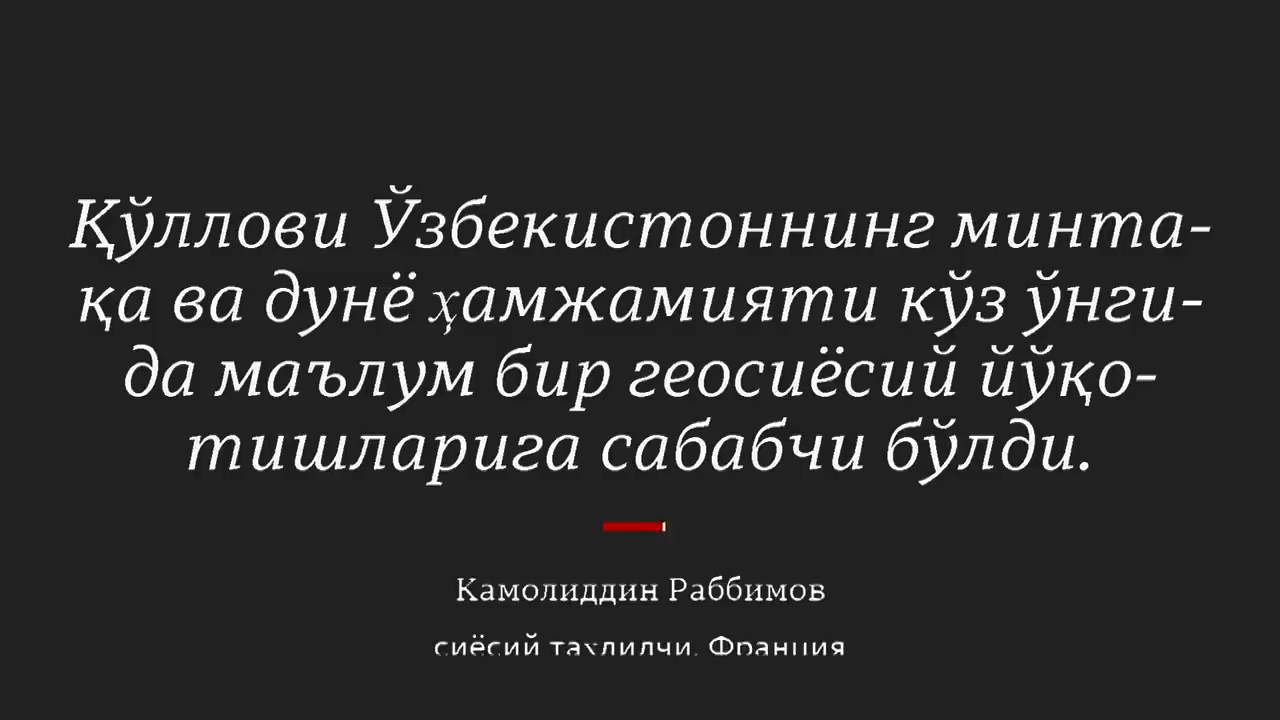 Қўллови Ўзбекистоннинг минта-
қа ва дунё ҳамжамияти кўз ўнги-
да маълум бир геосиёсий йўқо-
тишларига сабабчи бўлди.
Камолиддин Раббимов
сиёсий таҳлилчи, Франция